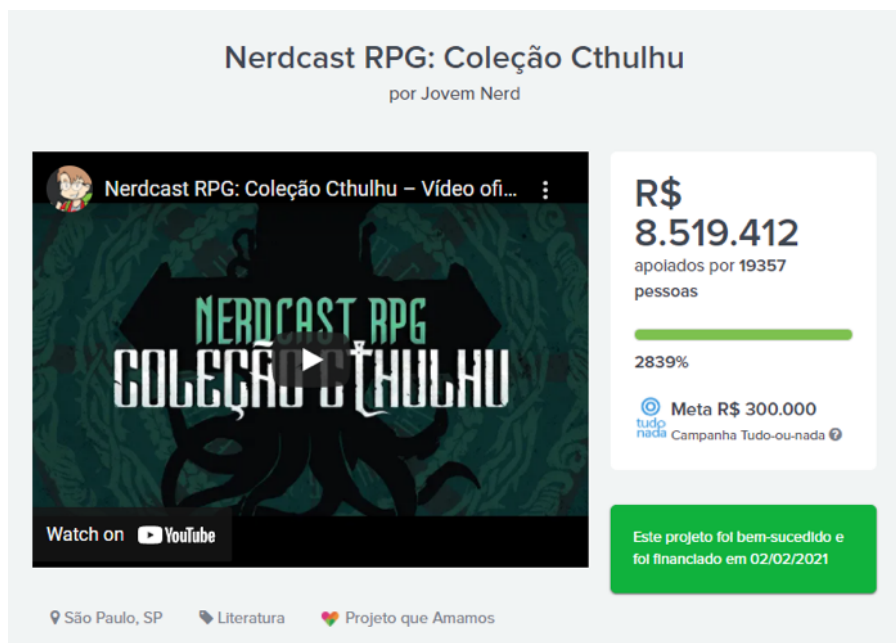 Nerdcast RPG: Coleção Cthulhu
por Jovem Nerd
Nerdcast RPG: Coleção Cthulhu – Vídeo ofi...
NERDCAST RPG
COLEÇÃO CTHULHU
Watch on YouTube
R$
8.519.412
apoiados por 19357
pessoas
2839%
tudo
nada
Meta R$ 300.000
Campanha Tudo-ou-nada
Este projeto foi bem-sucedido e
foi financiado em 02/02/2021
São Paulo, SP
Literatura
Projeto que Amamos